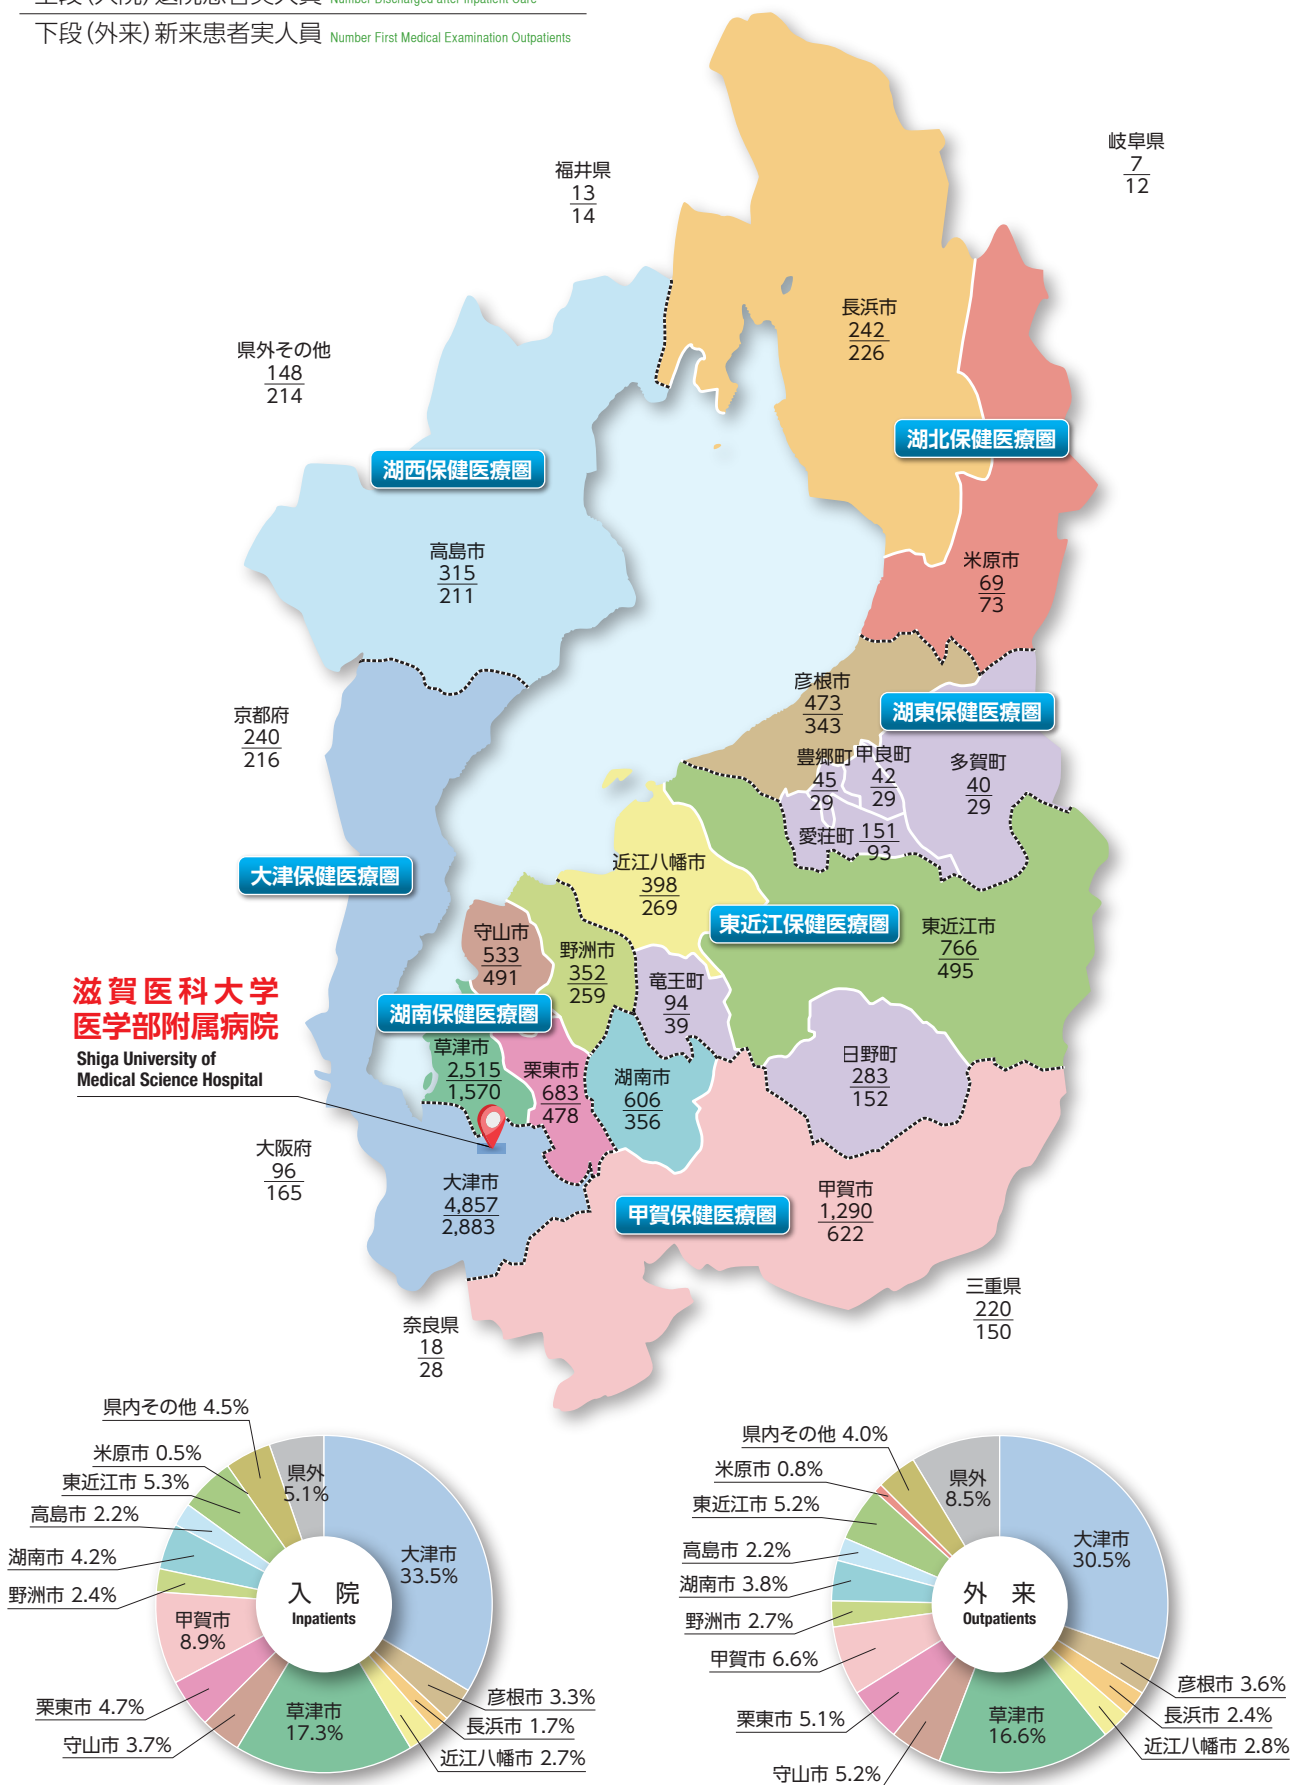 下段(外来)新来患者実人員 Number First Medical Examination Outpatients
岐阜県
7
12
福井県
13
14
長浜市
242
226
県外その他
148
214
湖北保健医療圏
湖西保健医療圏
高島市
315
211
米原市
69
73
彦根市
473
343
湖東保健医療圏
京都府
240
216
豊郷町
45
29
甲良町
42
29
多賀町
40
29
愛荘町
151
93
近江八幡市
398
269
大津保健医療圏
東近江保健医療圏
東近江市
766
495
守山市
533
491
野洲市
352
259
竜王町
94
39
滋賀医科大学
医学部附属病院
Shiga University of
Medical Science Hospital
湖南保健医療圏
草津市
2,515
1,570
栗東市
683
478
湖南市
606
356
日野町
283
152
大阪府
96
165
大津市
4,857
2,883
甲賀保健医療圏
甲賀市
1,290
622
三重県
220
150
奈良県
18
28
県内その他 4.5%
米原市 0.5%
東近江市 5.3%
高島市 2.2%
湖南市 4.2%
野洲市 2.4%
甲賀市
8.9%
栗東市 4.7%
守山市 3.7%
草津市
17.3%
近江八幡市 2.7%
長浜市 1.7%
彦根市 3.3%
大津市
33.5%
県外
5.1%
入 院
Inpatients
県内その他 4.0%
米原市 0.8%
東近江市 5.2%
高島市 2.2%
湖南市 3.8%
野洲市 2.7%
甲賀市 6.6%
栗東市 5.1%
守山市 5.2%
草津市
16.6%
近江八幡市 2.8%
長浜市 2.4%
彦根市 3.6%
大津市
30.5%
県外
8.5%
外 来
Outpatients